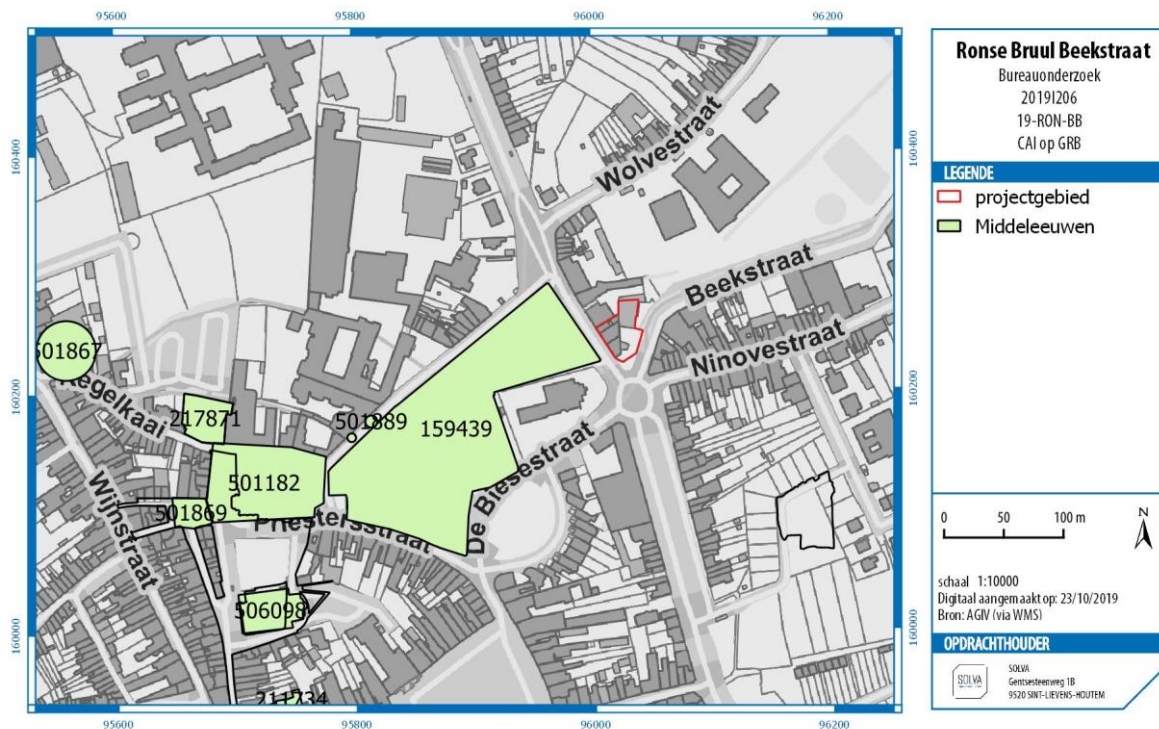 95600
95800
96000
96200
160400
160200
160000
160400
160200
160000
95600
95800
96000
96200
Wolvestraat
Beekstraat
Ninovestraat
De Biesestraat
Priestersstraat
Wijnstraat
Kegelkaai
501867
217871
501889
159439
501182
501869
506098
211734
Ronse Bruul Beekstraat
Bureauonderzoek
2019I206
19-RON-BB
CAI op GRB
LEGENDE
projectgebied
Middeleeuwen
0 50 100 m
N
schaal 1:10000
Digitaal aangemaakt op: 23/10/2019
Bron: AGIV (via WMS)
OPDRACHTHOUDER
SOLVA
SOLVA
Gentsesteenweg 1B
9520 SINT-LIEVENS-HOUTEM